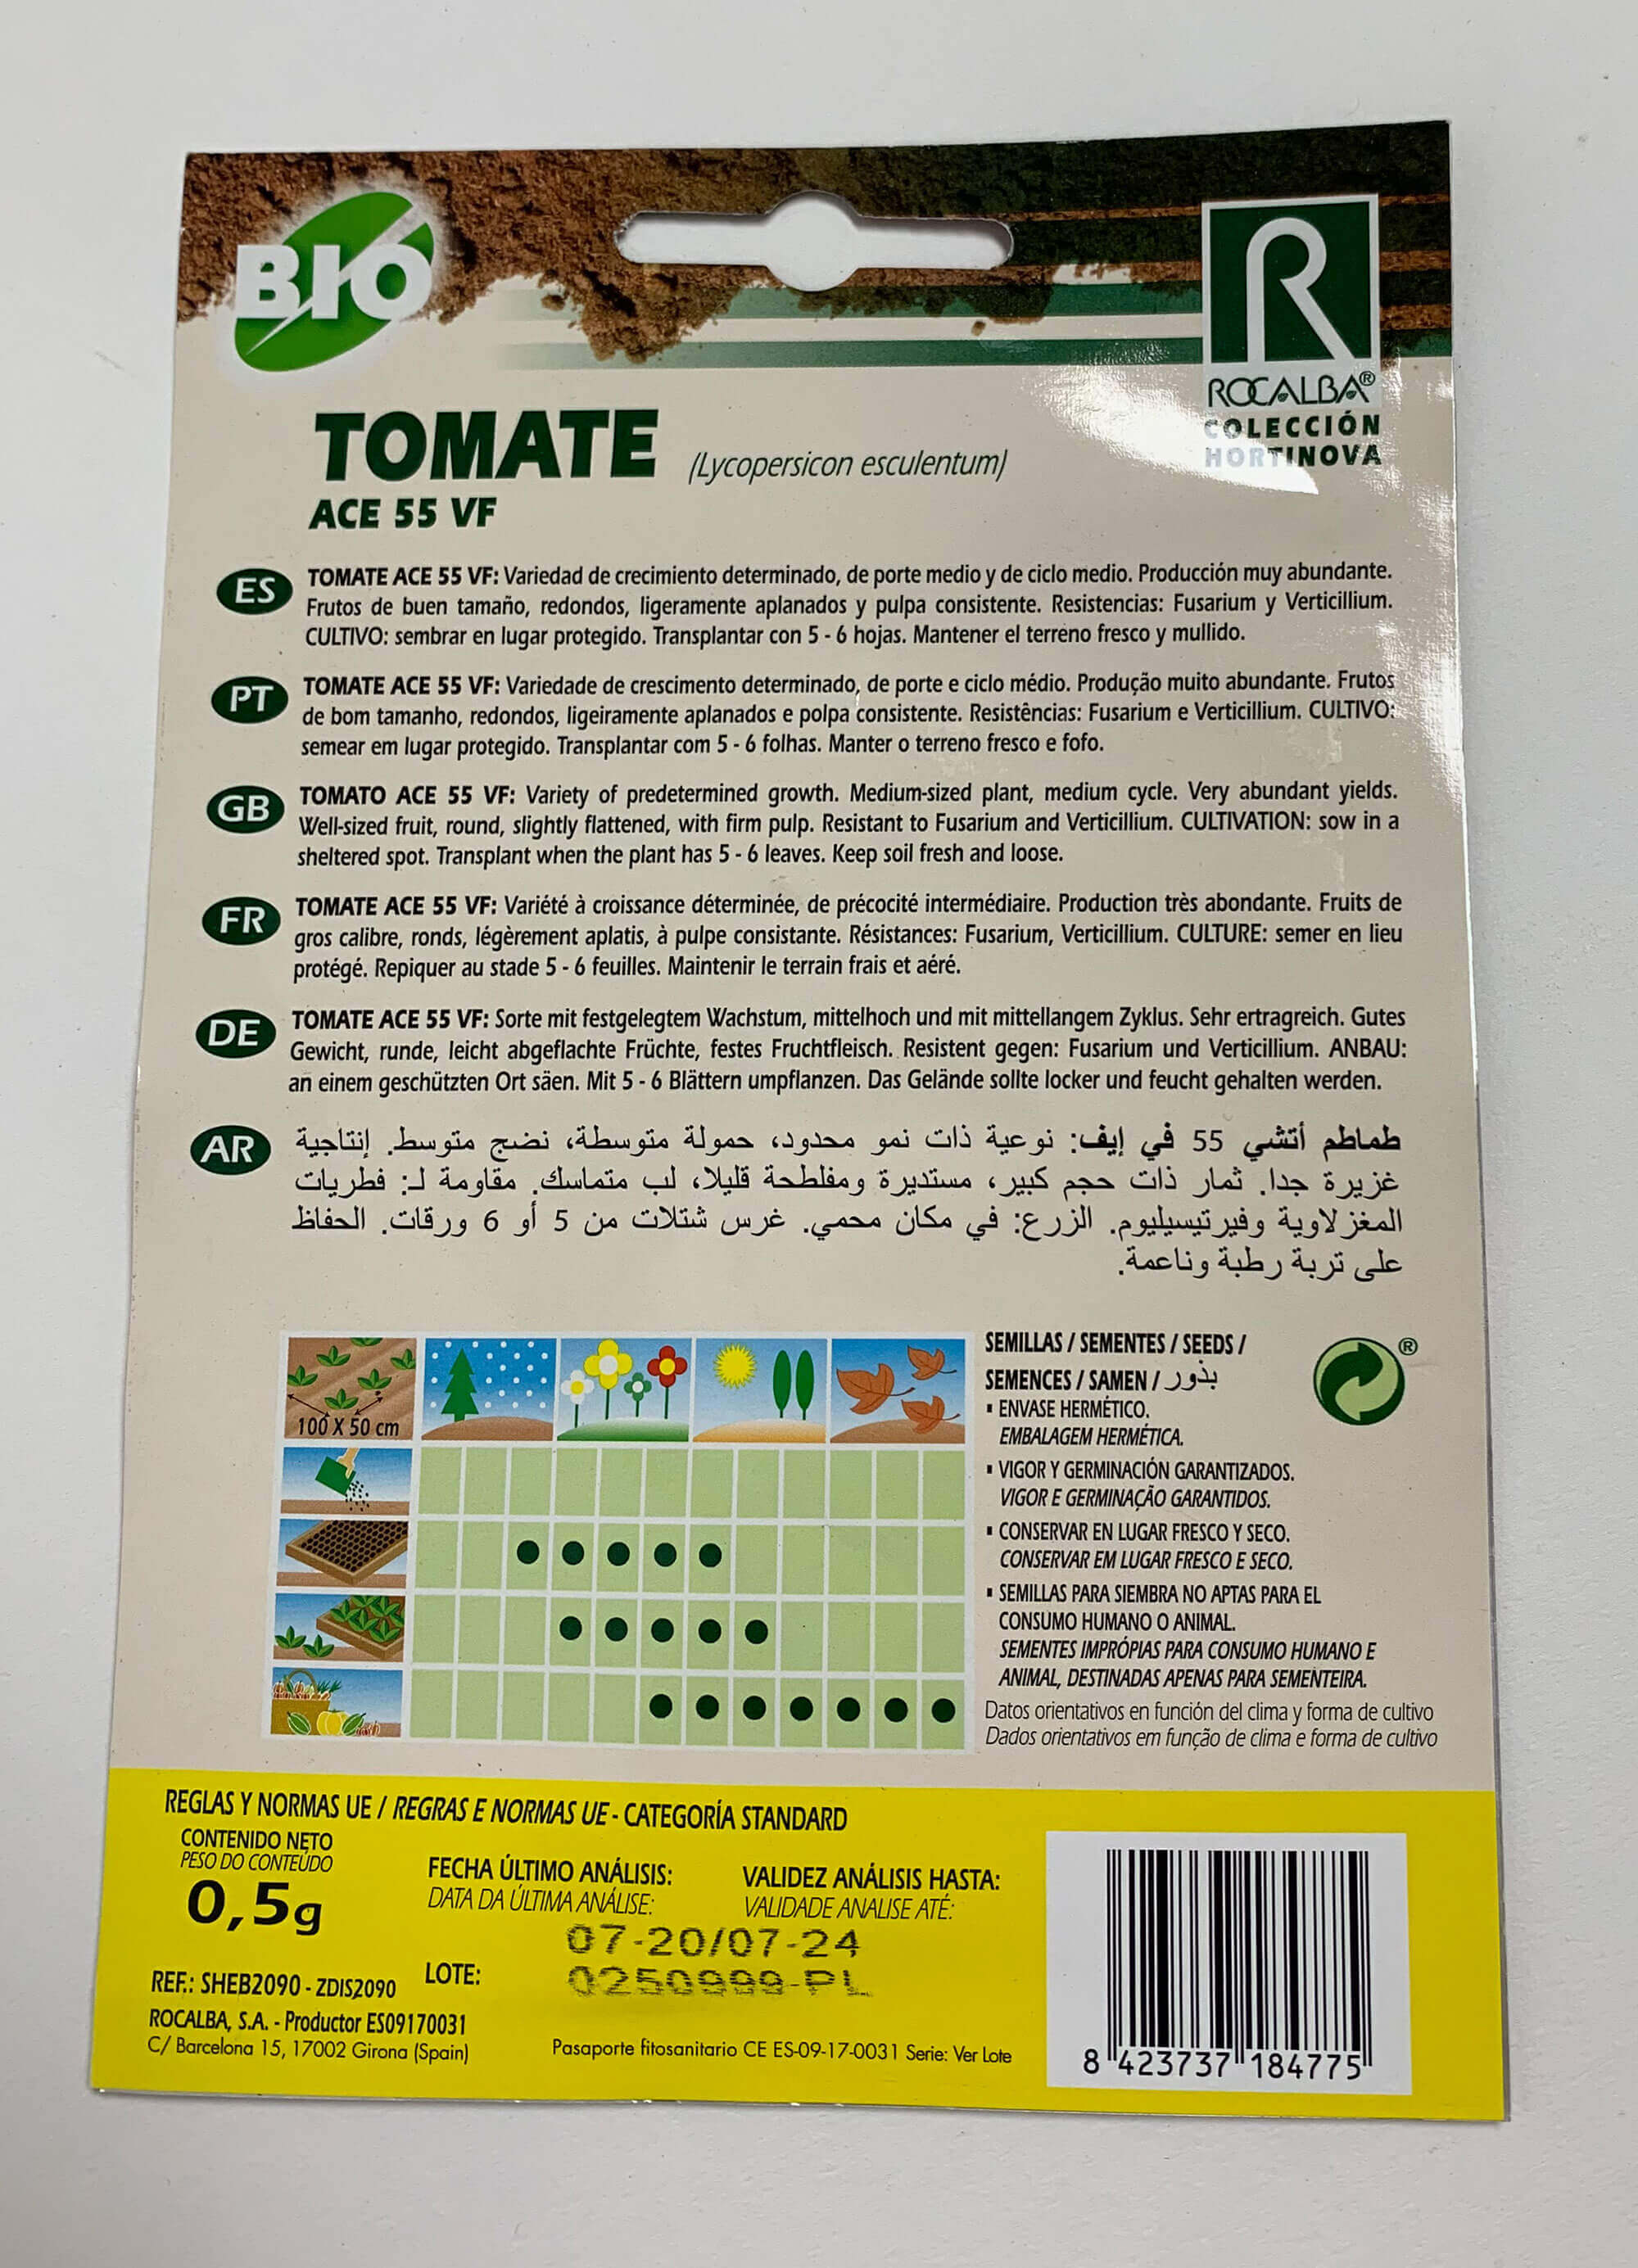 BIO
R
ROCALBA®
COLECCIÓN
HORTINOVA
TOMATE (Lycopersicon esculentum)
ACE 55 VF
ES
TOMATE ACE 55 VF: Variedad de crecimiento determinado, de porte medio y de ciclo medio. Producción muy abundante.
Frutos de buen tamaño, redondos, ligeramente aplanados y pulpa consistente. Resistencias: Fusarium y Verticillium.
CULTIVO: sembrar en lugar protegido. Transplantar con 5 - 6 hojas. Mantener el terreno fresco y mullido.
PT
TOMATE ACE 55 VF: Variedade de crescimento determinado, de porte e ciclo médio. Produção muito abundante. Frutos
de bom tamanho, redondos, ligeiramente aplanados e polpa consistente. Resistências: Fusarium e Verticillium. CULTIVO:
semear em lugar protegido. Transplantar com 5 - 6 folhas. Manter o terreno fresco e fofo.
GB
TOMATO ACE 55 VF: Variety of predetermined growth. Medium-sized plant, medium cycle. Very abundant yields.
Well-sized fruit, round, slightly flattened, with firm pulp. Resistant to Fusarium and Verticillium. CULTIVATION: sow in a
sheltered spot. Transplant when the plant has 5 - 6 leaves. Keep soil fresh and loose.
FR
TOMATE ACE 55 VF: Variété à croissance déterminée, de précocité intermédiaire. Production très abondante. Fruits de
gros calibre, ronds, légèrement aplatis, à pulpe consistante. Résistances: Fusarium, Verticillium. CULTURE: semer en lieu
protégé. Repiquer au stade 5 - 6 feuilles. Maintenir le terrain frais et aéré.
DE
TOMATE ACE 55 VF: Sorte mit festgelegtem Wachstum, mittelhoch und mit mittellangem Zyklus. Sehr ertragreich. Gutes
Gewicht, runde, leicht abgeflachte Früchte, festes Fruchtfleisch. Resistent gegen: Fusarium und Verticillium. ANBAU:
an einem geschützten Ort säen. Mit 5 - 6 Blättern umpflanzen. Das Gelände sollte locker und feucht gehalten werden.
AR
طماطم أتشي 55 في إيف: نوعية ذات نمو محدود، حمولة متوسطة، نضج متوسط. إنتاجية
غزيرة جدا. ثمار ذات حجم كبير، مستديرة ومفلطحة قليلا، لب متماسك. مقاومة لـ: فطريات
المغزلاوية وفيرتيسيليوم. الزرع: في مكان محمي. غرس شتلات من 5 أو 6 ورقات. الحفاظ
على تربة رطبة وناعمة.
100 X 50 cm
SEMILLAS / SEMENTES / SEEDS /
SEMENCES / SAMEN / بذور
®
▪ ENVASE HERMÉTICO.
EMBALAGEM HERMÉTICA.
▪ VIGOR Y GERMINACIÓN GARANTIZADOS.
VIGOR E GERMINAÇÃO GARANTIDOS.
▪ CONSERVAR EN LUGAR FRESCO Y SECO.
CONSERVAR EM LUGAR FRESCO E SECO.
▪ SEMILLAS PARA SIEMBRA NO APTAS PARA EL
CONSUMO HUMANO O ANIMAL.
SEMENTES IMPRÓPIAS PARA CONSUMO HUMANO E
ANIMAL, DESTINADAS APENAS PARA SEMENTEIRA.
Datos orientativos en función del clima y forma de cultivo
Dados orientativos em função de clima e forma de cultivo
REGLAS Y NORMAS UE / REGRAS E NORMAS UE - CATEGORÍA STANDARD
CONTENIDO NETO
PESO DO CONTEÚDO
0,5g
FECHA ÚLTIMO ANÁLISIS:
DATA DA ÚLTIMA ANÁLISE:
VALIDEZ ANÁLISIS HASTA:
VALIDADE ANALISE ATÉ:
07-20/07-24
LOTE: 0250999-PL
REF.: SHEB2090 - ZDIS2090
ROCALBA, S.A. - Productor ES09170031
C/ Barcelona 15, 17002 Girona (Spain)
Pasaporte fitosanitario CE ES-09-17-0031 Serie: Ver Lote
8 423737 184775